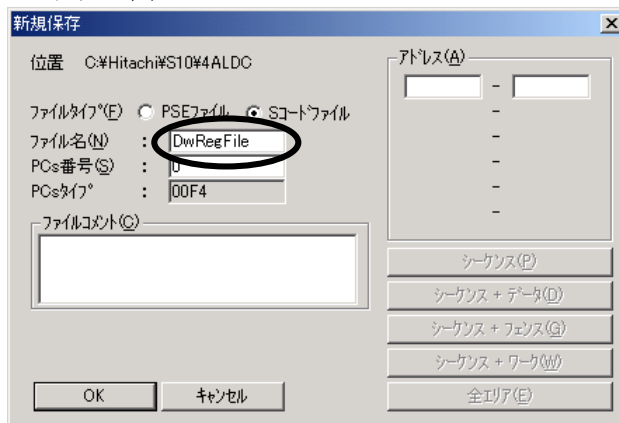 新規保存
位置 C:¥Hitachi¥S10¥4ALDC
ファイルタイプ(F) PSEファイル Sコードファイル
ファイル名(N) : DwRegFile
PCs番号(S) : 0
PCsタイプ : 00F4
ファイルコメント(C)
OK キャンセル
アドレス(A)
-
-
-
-
-
シーケンス(P)
シーケンス + データ(D)
シーケンス + フェンス(G)
シーケンス + ワーク(W)
全エリア(E)